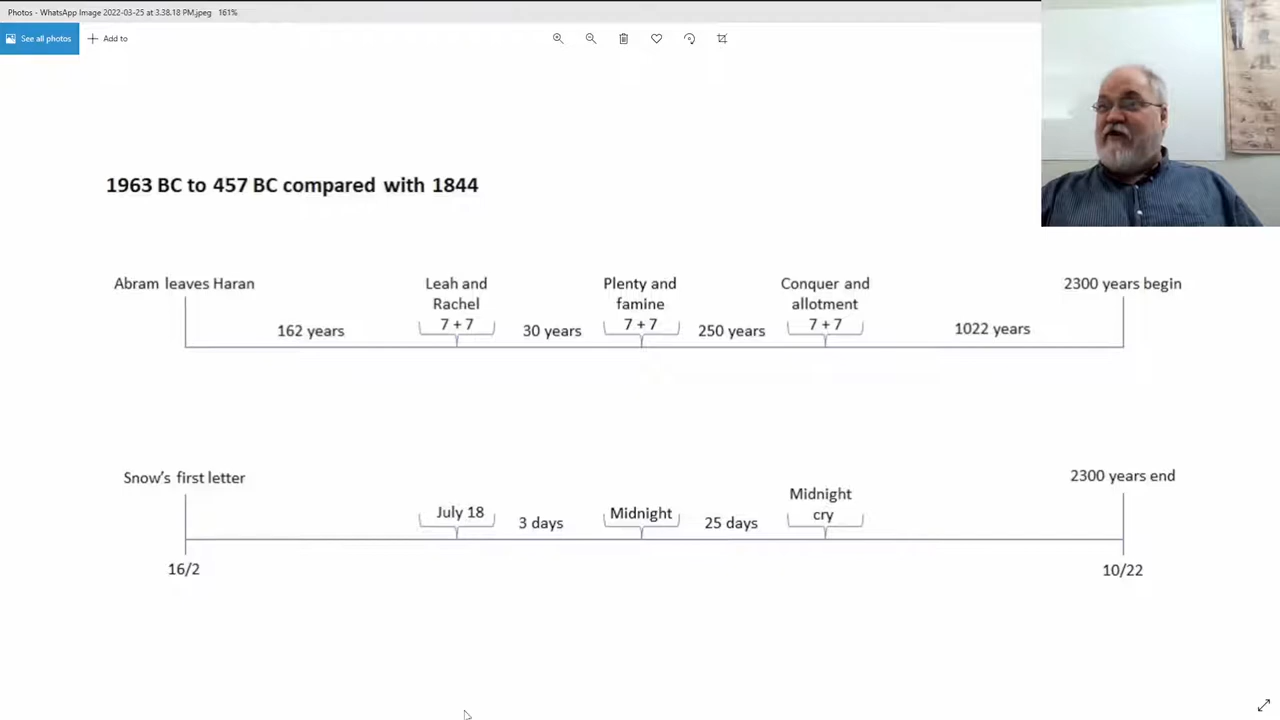 Photos - WhatsApp Image 2022-03-25 at 3.38.18 PM.jpeg 161%
See all photos
Add to
1963 BC to 457 BC compared with 1844
Abram leaves Haran
Leah and
Rachel
7 + 7
Plenty and
famine
7 + 7
Conquer and
allotment
7 + 7
2300 years begin
162 years
30 years
250 years
1022 years
Snow's first letter
July 18
3 days
Midnight
25 days
Midnight
cry
2300 years end
16/2
10/22